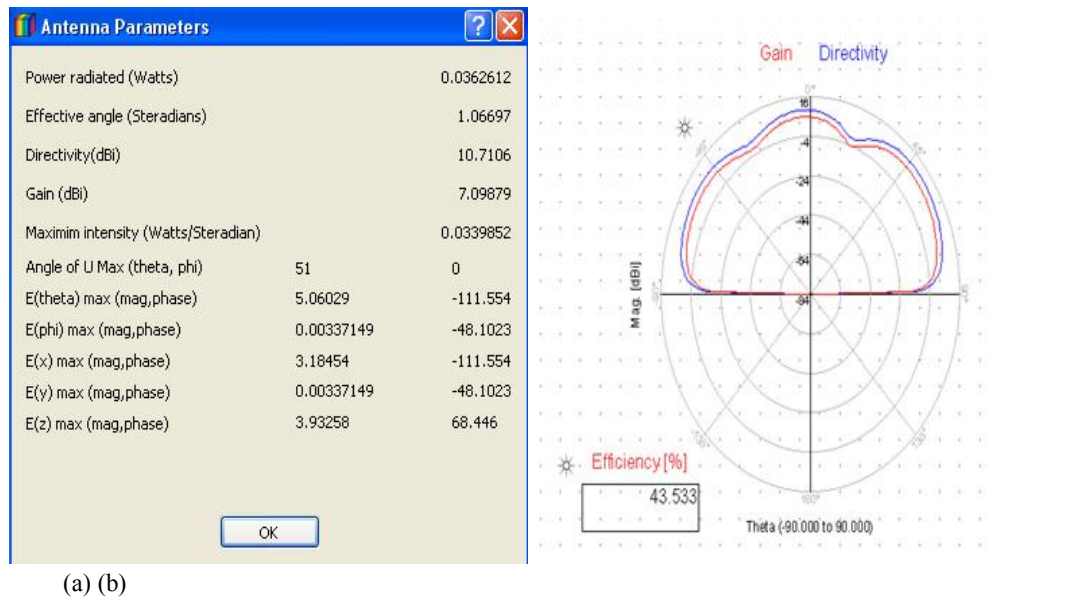 Antenna Parameters
Power radiated (Watts) 0.0362612
Effective angle (Steradians) 1.06697
Directivity(dBi) 10.7106
Gain (dBi) 7.09879
Maximim intensity (Watts/Steradian) 0.0339852
Angle of U Max (theta, phi) 51 0
E(theta) max (mag,phase) 5.06029 -111.554
E(phi) max (mag,phase) 0.00337149 -48.1023
E(x) max (mag,phase) 3.18454 -111.554
E(y) max (mag,phase) 0.00337149 -48.1023
E(z) max (mag,phase) 3.93258 68.446
OK
Gain Directivity
0°
16
-4
-24
-44
-64
-84
Mag. [dBi]
Efficiency [%]
43.533
180°
Theta (-90.000 to 90.000)
(a) (b)